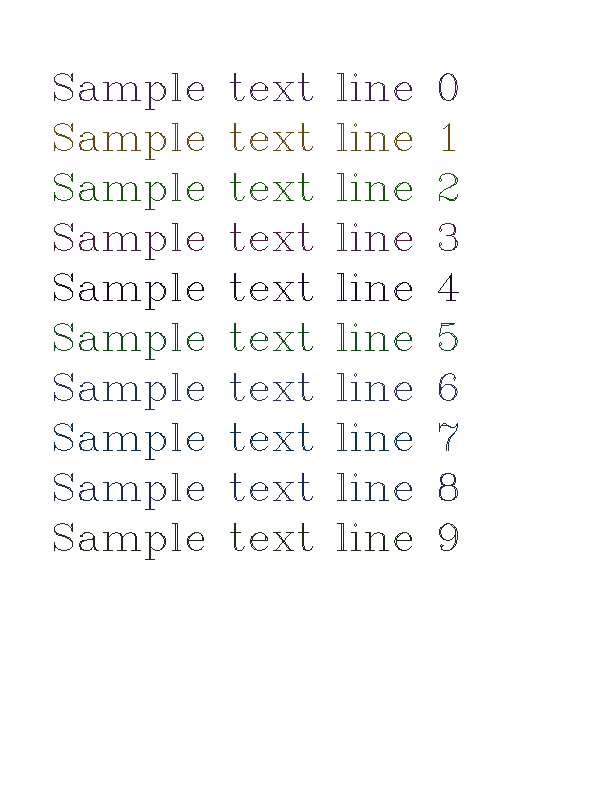 Sample text line 0
Sample text line 1
Sample text line 2
Sample text line 3
Sample text line 4
Sample text line 5
Sample text line 6
Sample text line 7
Sample text line 8
Sample text line 9